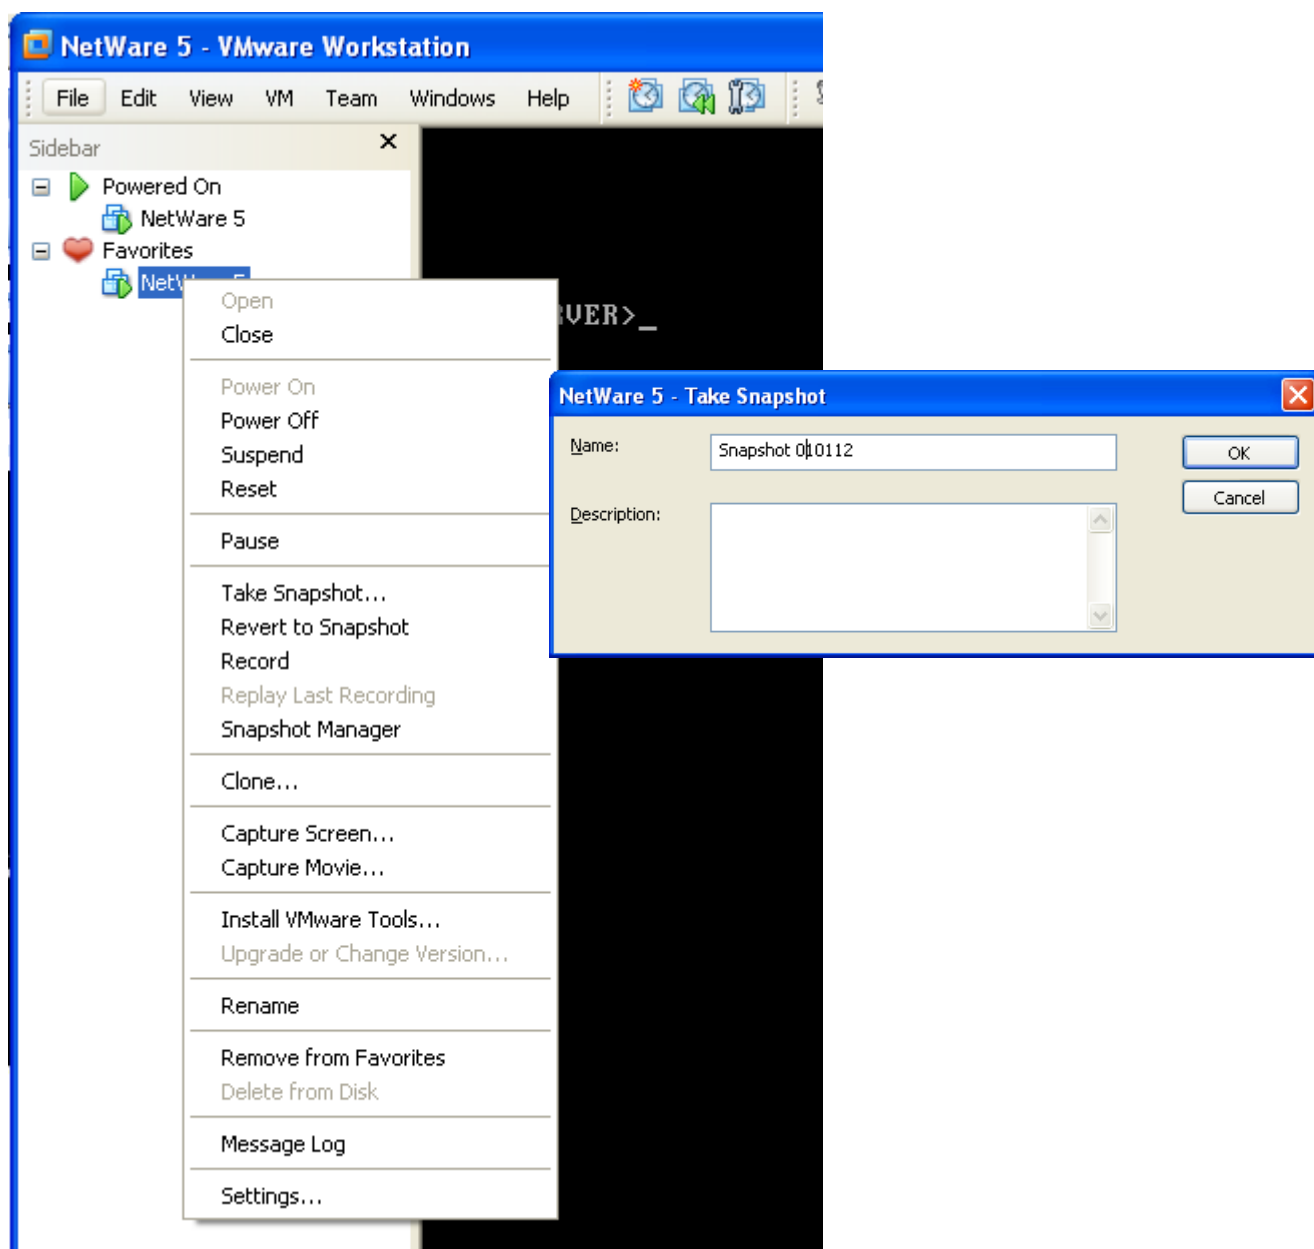 NetWare 5 - VMware Workstation
File Edit View VM Team Windows Help
Sidebar
Powered On
NetWare 5
Favorites
Open
Close
Power On
Power Off
Suspend
Reset
Pause
Take Snapshot...
Revert to Snapshot
Record
Replay Last Recording
Snapshot Manager
Clone...
Capture Screen...
Capture Movie...
Install VMware Tools...
Upgrade or Change Version...
Rename
Remove from Favorites
Delete from Disk
Message Log
Settings...
VER>_
NetWare 5 - Take Snapshot
Name: Snapshot 010112 OK
Cancel
Description: